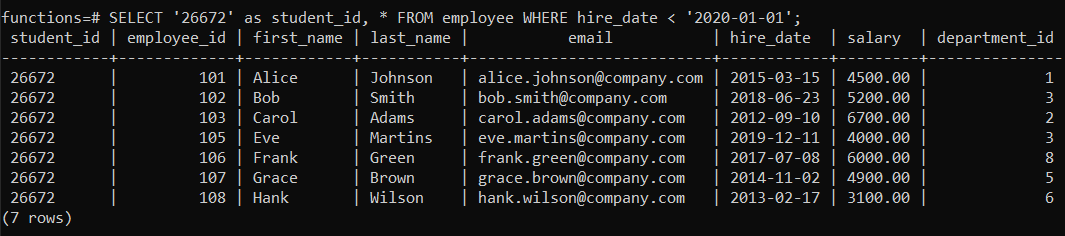 functions=# SELECT '26672' as student_id, * FROM employee WHERE hire_date < '2020-01-01';
 student_id | employee_id | first_name | last_name |          email          | hire_date  | salary  | department_id
------------+-------------+------------+-----------+-------------------------+------------+---------+---------------
 26672      |         101 | Alice      | Johnson   | alice.johnson@company.com | 2015-03-15 | 4500.00 |             1
 26672      |         102 | Bob        | Smith     | bob.smith@company.com   | 2018-06-23 | 5200.00 |             3
 26672      |         103 | Carol      | Adams     | carol.adams@company.com | 2012-09-10 | 6700.00 |             2
 26672      |         105 | Eve        | Martins   | eve.martins@company.com | 2019-12-11 | 4000.00 |             3
 26672      |         106 | Frank      | Green     | frank.green@company.com | 2017-07-08 | 6000.00 |             8
 26672      |         107 | Grace      | Brown     | grace.brown@company.com | 2014-11-02 | 4900.00 |             5
 26672      |         108 | Hank       | Wilson    | hank.wilson@company.com | 2013-02-17 | 3100.00 |             6
(7 rows)